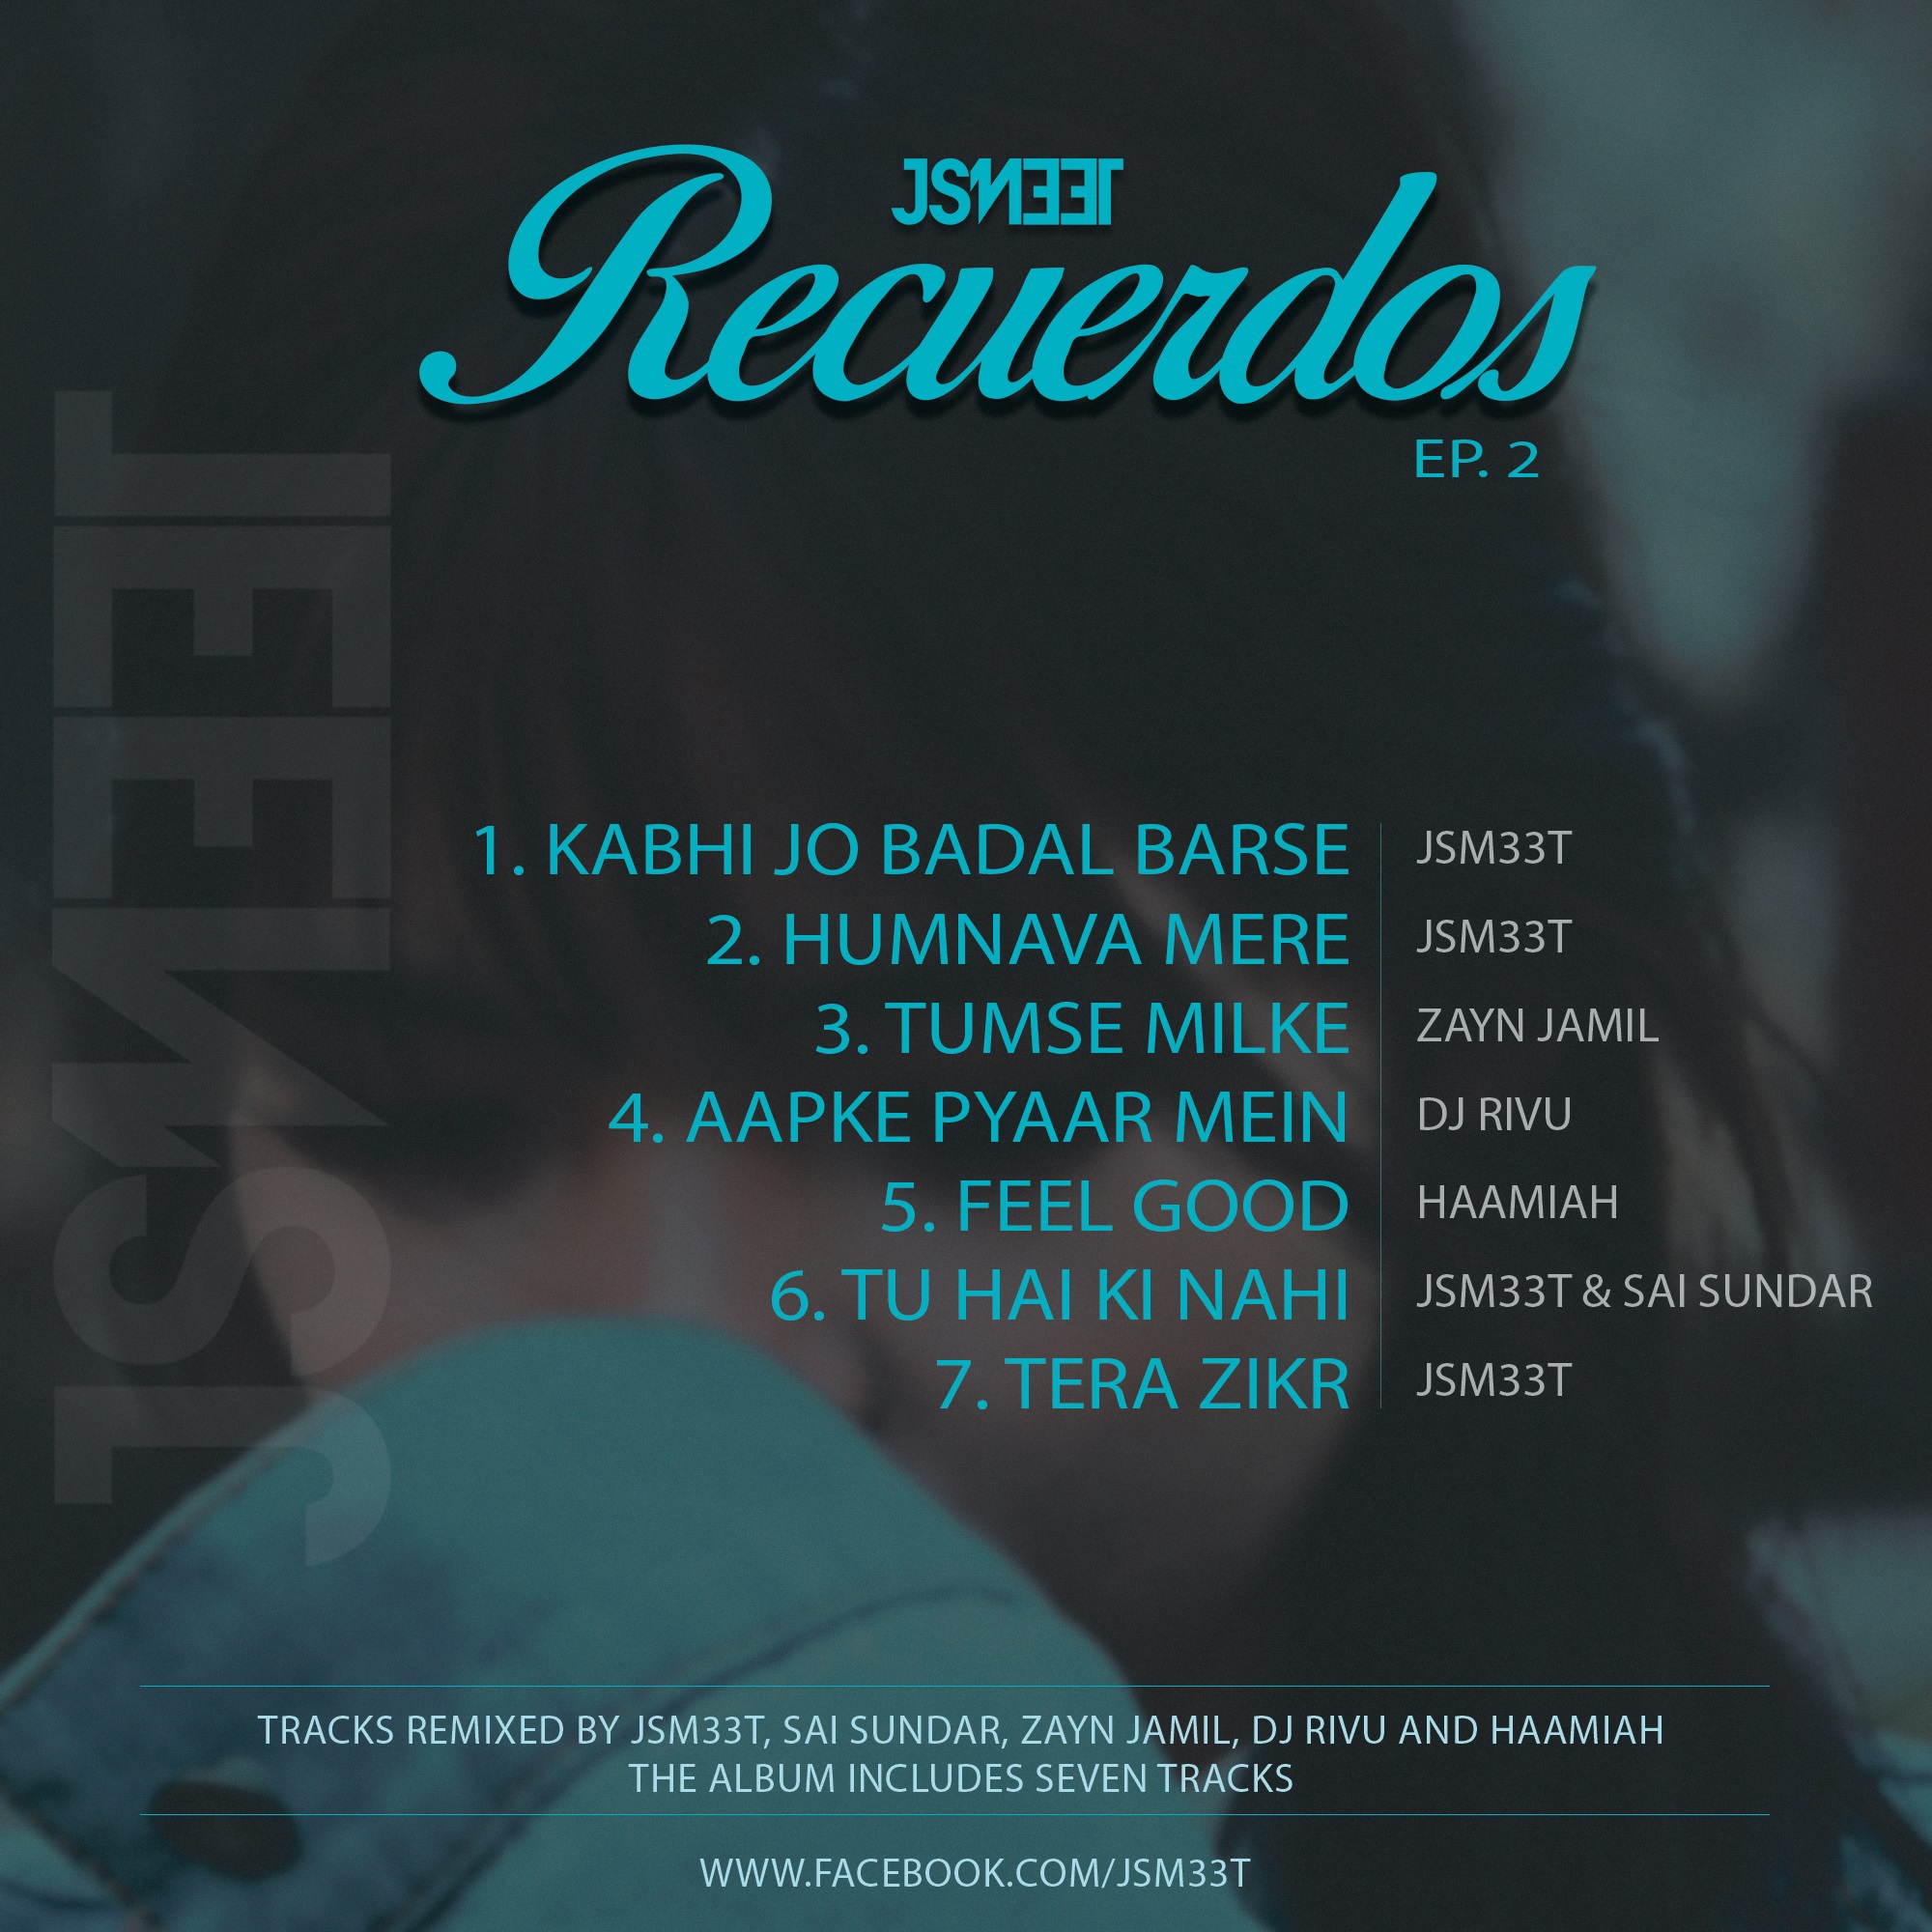 JSM33T
Recuerdos
EP. 2
JSM33T
1. KABHI JO BADAL BARSE JSM33T
2. HUMNAVA MERE JSM33T
3. TUMSE MILKE ZAYN JAMIL
4. AAPKE PYAAR MEIN DJ RIVU
5. FEEL GOOD HAAMIAH
6. TU HAI KI NAHI JSM33T & SAI SUNDAR
7. TERA ZIKR JSM33T
TRACKS REMIXED BY JSM33T, SAI SUNDAR, ZAYN JAMIL, DJ RIVU AND HAAMIAH
THE ALBUM INCLUDES SEVEN TRACKS
WWW.FACEBOOK.COM/JSM33T